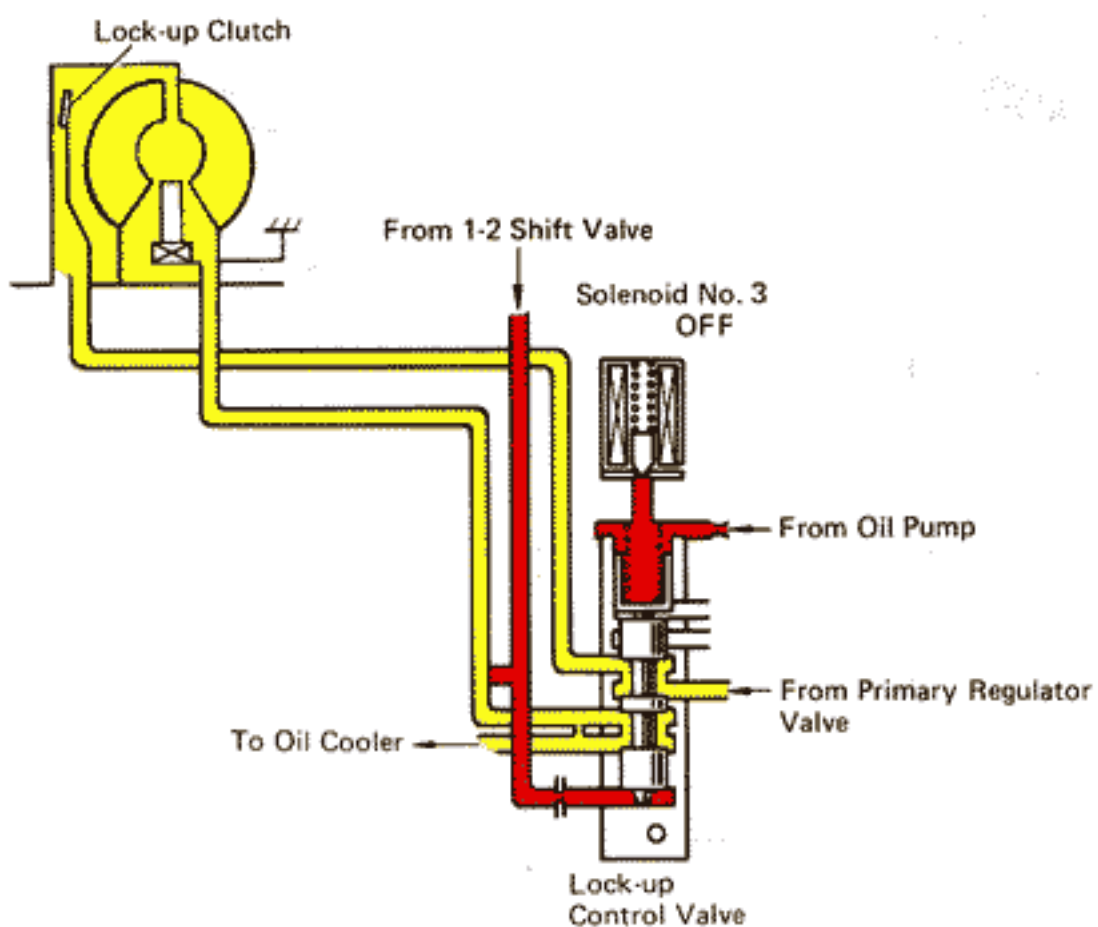 Lock-up Clutch
From 1-2 Shift Valve
Solenoid No. 3
OFF
From Oil Pump
From Primary Regulator
Valve
To Oil Cooler
Lock-up
Control Valve